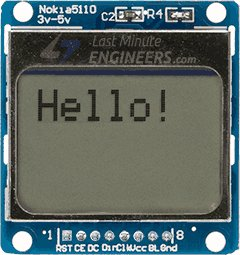 Nokia5110
3v-5v
C2 R4
Last Minute
ENGINEERS.com
Hello!
1 8
RST CE DC Din Clk Vcc BL Gnd